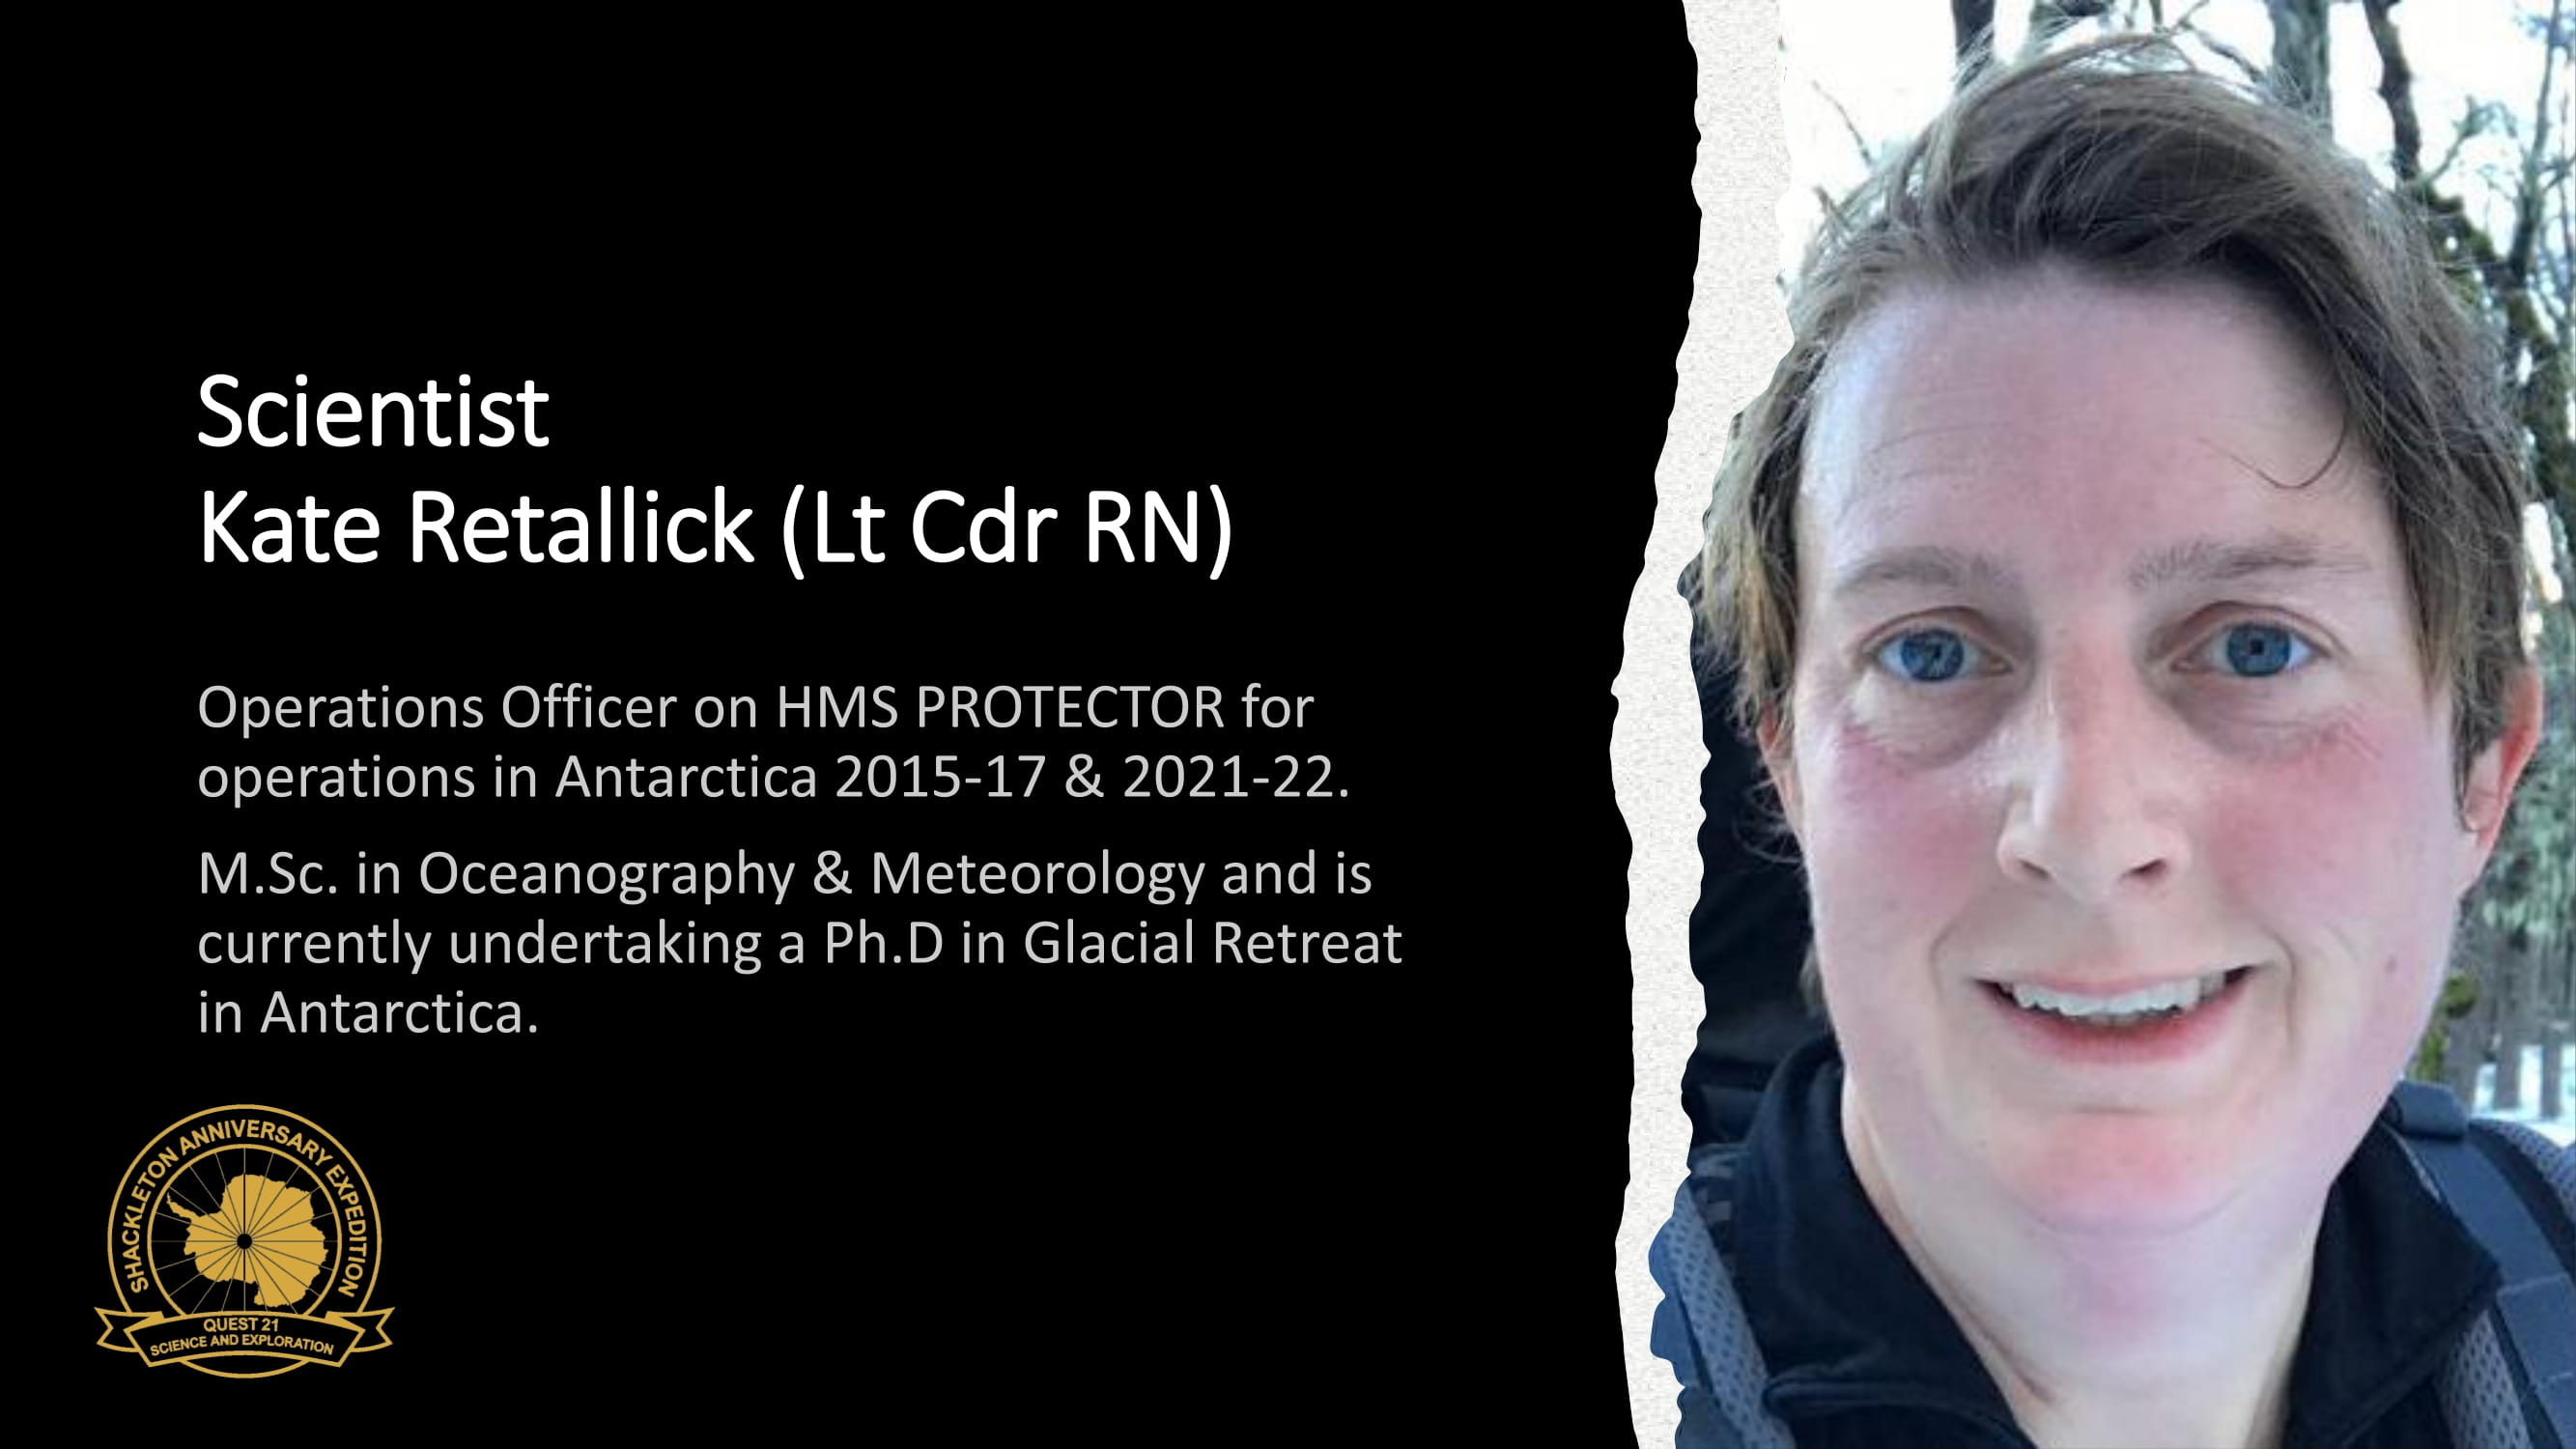 Scientist
Kate Retallick (Lt Cdr RN)
Operations Officer on HMS PROTECTOR for
operations in Antarctica 2015-17 & 2021-22.
M.Sc. in Oceanography & Meteorology and is
currently undertaking a Ph.D in Glacial Retreat
in Antarctica.
SHACKLETON ANNIVERSARY EXPEDITION
QUEST 21
SCIENCE AND EXPLORATION